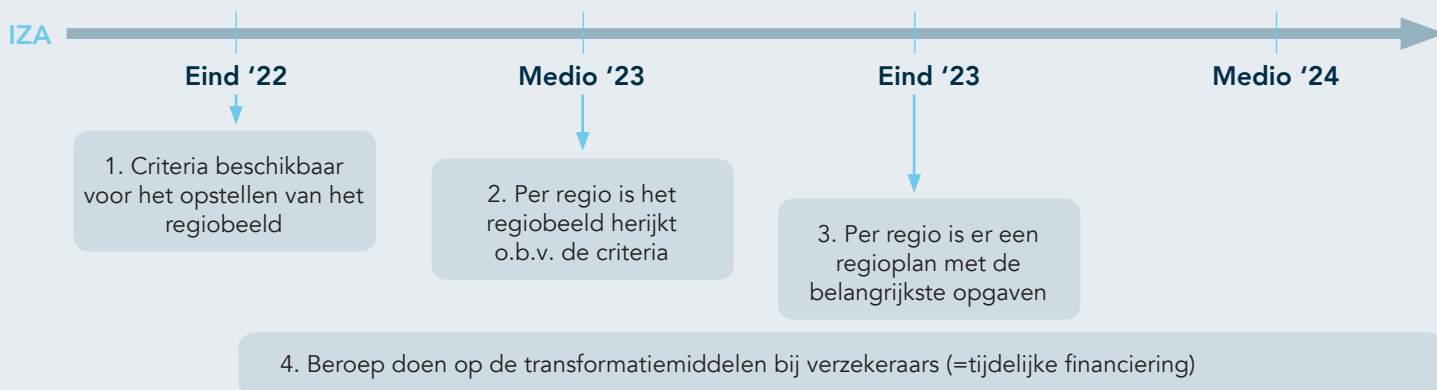 IZA
Eind ‘22
Medio ‘23
Eind ‘23
Medio ‘24
1. Criteria beschikbaar
voor het opstellen van het
regiobeeld
2. Per regio is het
regiobeeld herijkt
o.b.v. de criteria
3. Per regio is er een
regioplan met de
belangrijkste opgaven
4. Beroep doen op de transformatiemiddelen bij verzekeraars (=tijdelijke financiering)